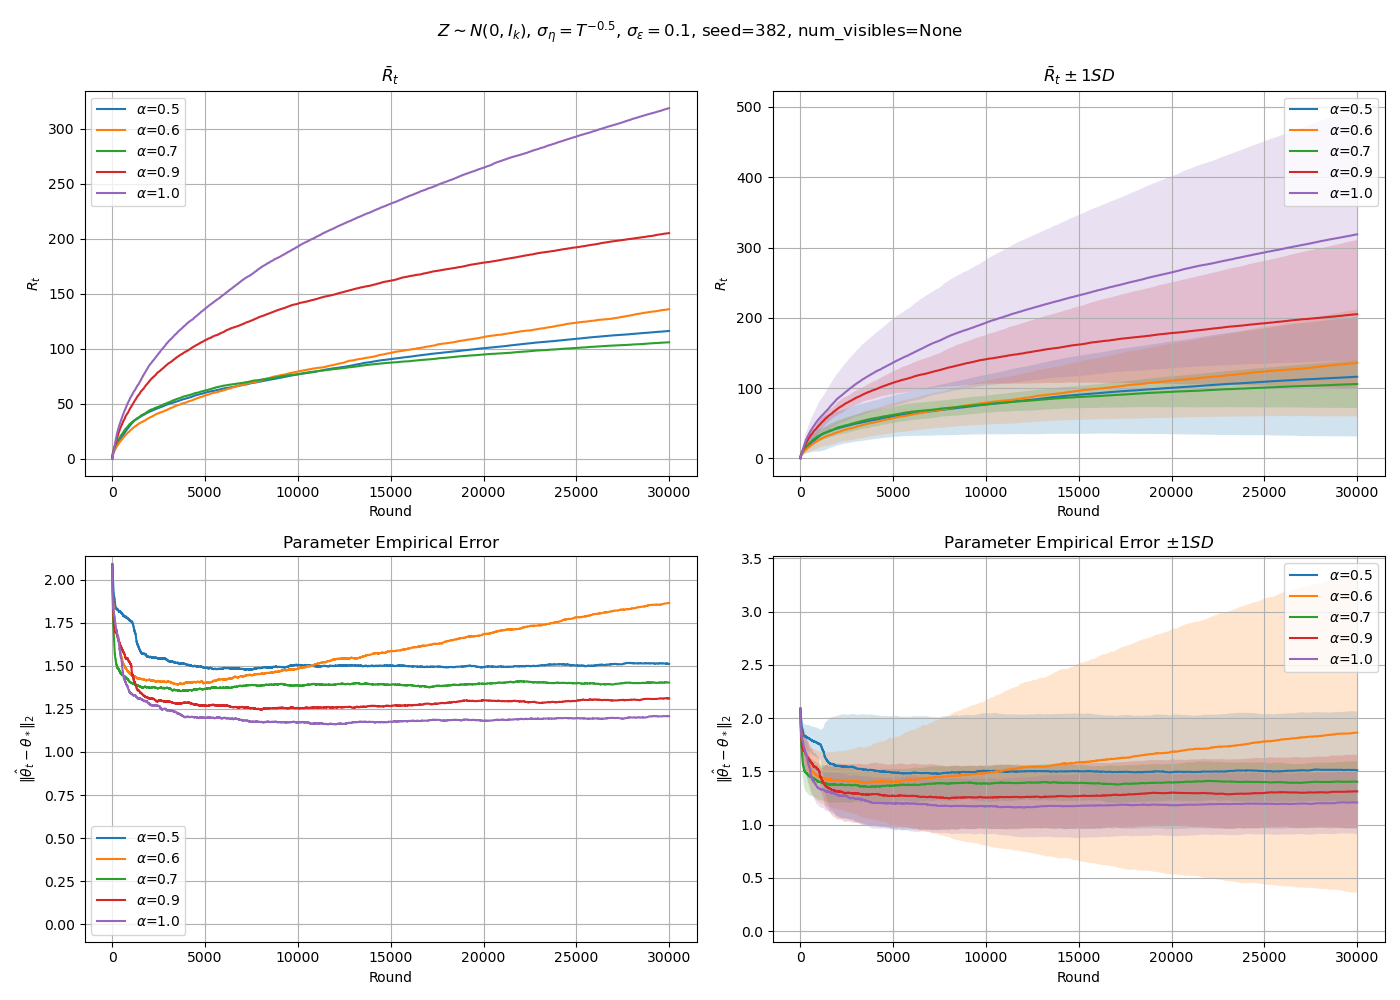 Z ~ N(0, I_k), σ_η = T^{-0.5}, σ_ε = 0.1, seed=382, num_visibles=None
R̄_t
α=0.5
α=0.6
α=0.7
α=0.9
α=1.0
R_t
300
250
200
150
100
50
0
0 5000 10000 15000 20000 25000 30000
Round
R̄_t ± 1SD
α=0.5
α=0.6
α=0.7
α=0.9
α=1.0
R_t
500
400
300
200
100
0
0 5000 10000 15000 20000 25000 30000
Round
Parameter Empirical Error
‖θ̂_t − θ_*‖_2
2.00
1.75
1.50
1.25
1.00
0.75
0.50
0.25
0.00
α=0.5
α=0.6
α=0.7
α=0.9
α=1.0
0 5000 10000 15000 20000 25000 30000
Round
Parameter Empirical Error ±1SD
α=0.5
α=0.6
α=0.7
α=0.9
α=1.0
‖θ̂_t − θ_*‖_2
3.5
3.0
2.5
2.0
1.5
1.0
0.5
0.0
0 5000 10000 15000 20000 25000 30000
Round